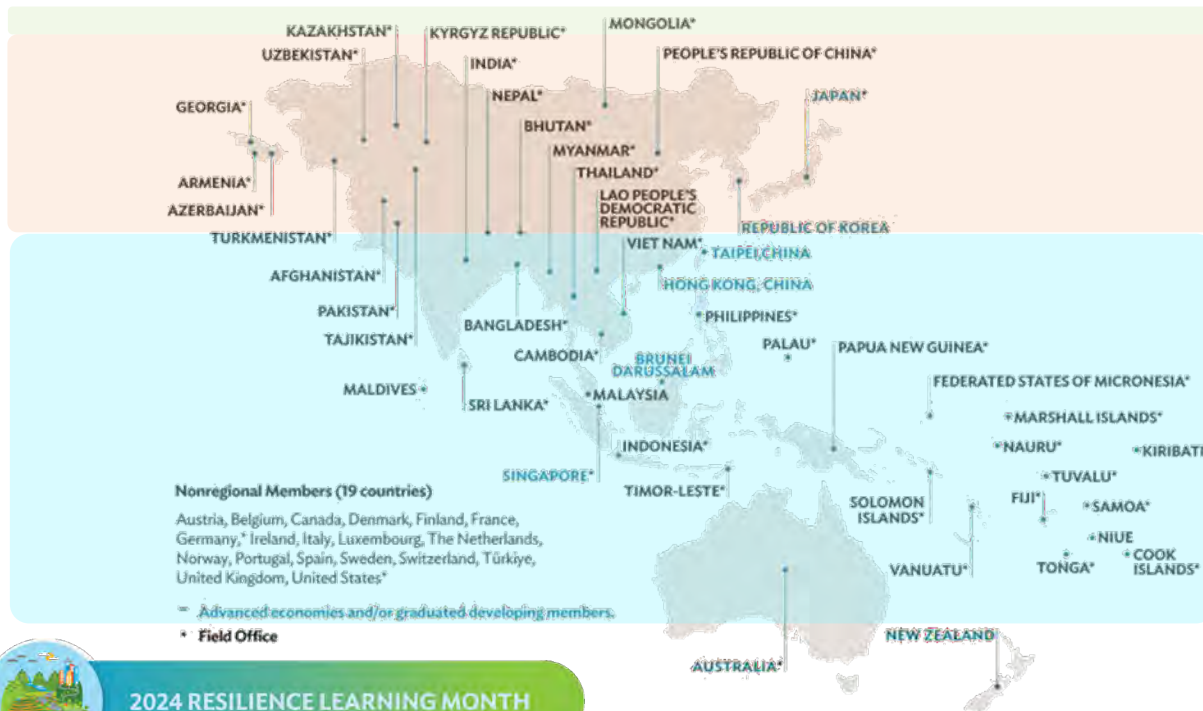 KAZAKHSTAN*
KYRGYZ REPUBLIC*
MONGOLIA*
UZBEKISTAN*
INDIA*
PEOPLE'S REPUBLIC OF CHINA*
NEPAL*
JAPAN*
GEORGIA*
BHUTAN*
MYANMAR*
THAILAND*
ARMENIA*
LAO PEOPLE'S
DEMOCRATIC
REPUBLIC*
AZERBAIJAN*
REPUBLIC OF KOREA
TURKMENISTAN*
VIET NAM*
TAIPEI,CHINA
AFGHANISTAN*
HONG KONG, CHINA
PAKISTAN*
BANGLADESH*
PHILIPPINES*
TAJIKISTAN*
CAMBODIA*
PALAU*
PAPUA NEW GUINEA*
BRUNEI
DARUSSALAM
MALDIVES
SRI LANKA*
MALAYSIA
FEDERATED STATES OF MICRONESIA*
MARSHALL ISLANDS*
INDONESIA*
NAURU*
KIRIBATI
SINGAPORE*
TIMOR-LESTE*
TUVALU*
SOLOMON
ISLANDS*
FIJI*
SAMOA*
NIUE
VANUATU*
TONGA*
COOK
ISLANDS*
Nonregional Members (19 countries)
Austria, Belgium, Canada, Denmark, Finland, France,
Germany,* Ireland, Italy, Luxembourg, The Netherlands,
Norway, Portugal, Spain, Sweden, Switzerland, Türkiye,
United Kingdom, United States*
– Advanced economies and/or graduated developing members.
* Field Office
NEW ZEALAND
AUSTRALIA*
2024 RESILIENCE LEARNING MONTH